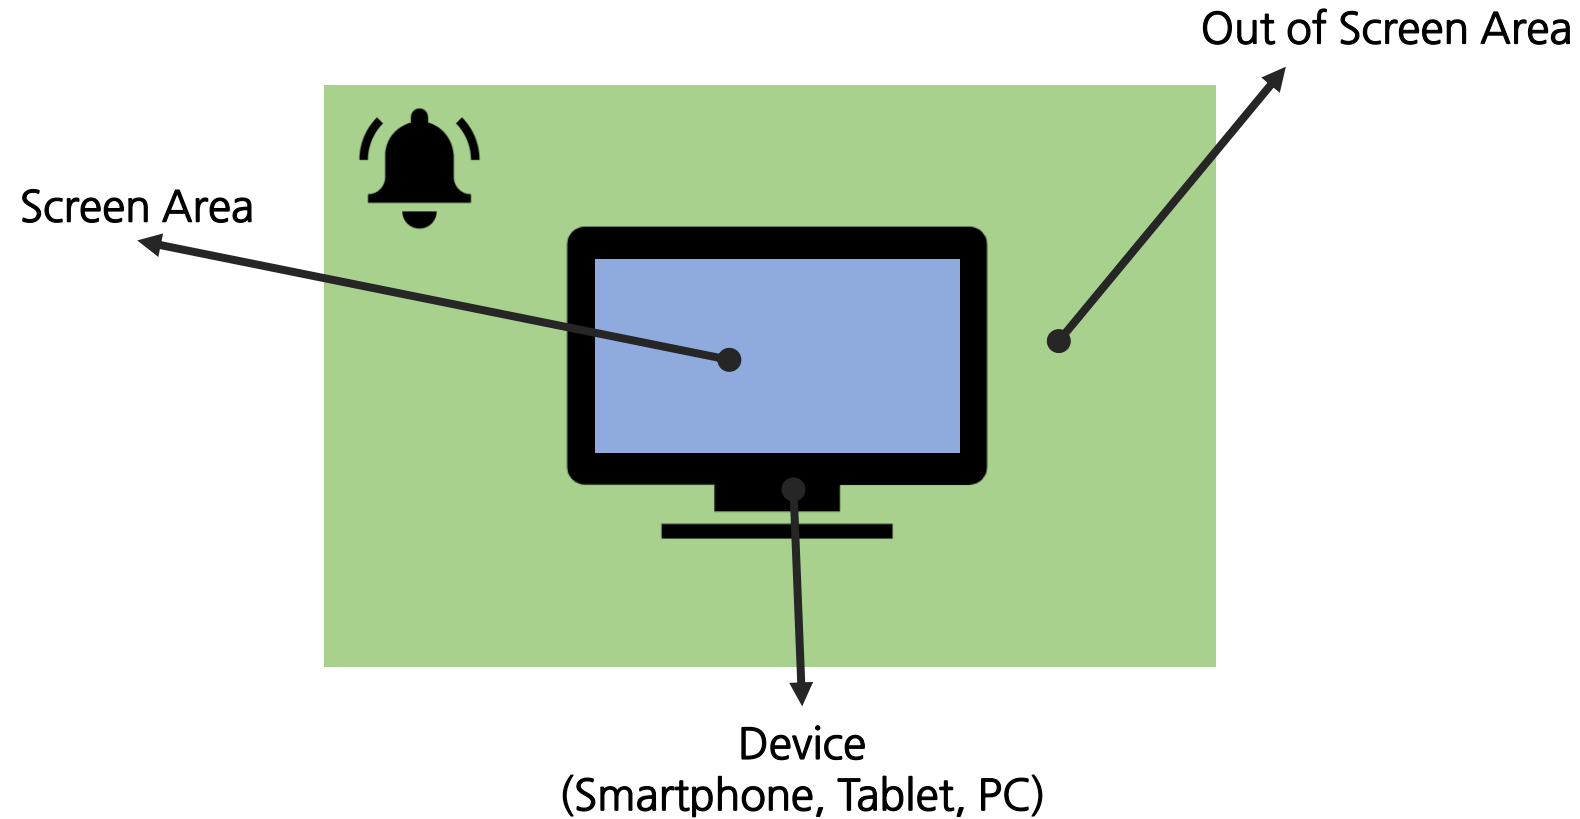 Out of Screen Area
Screen Area
Device
(Smartphone, Tablet, PC)